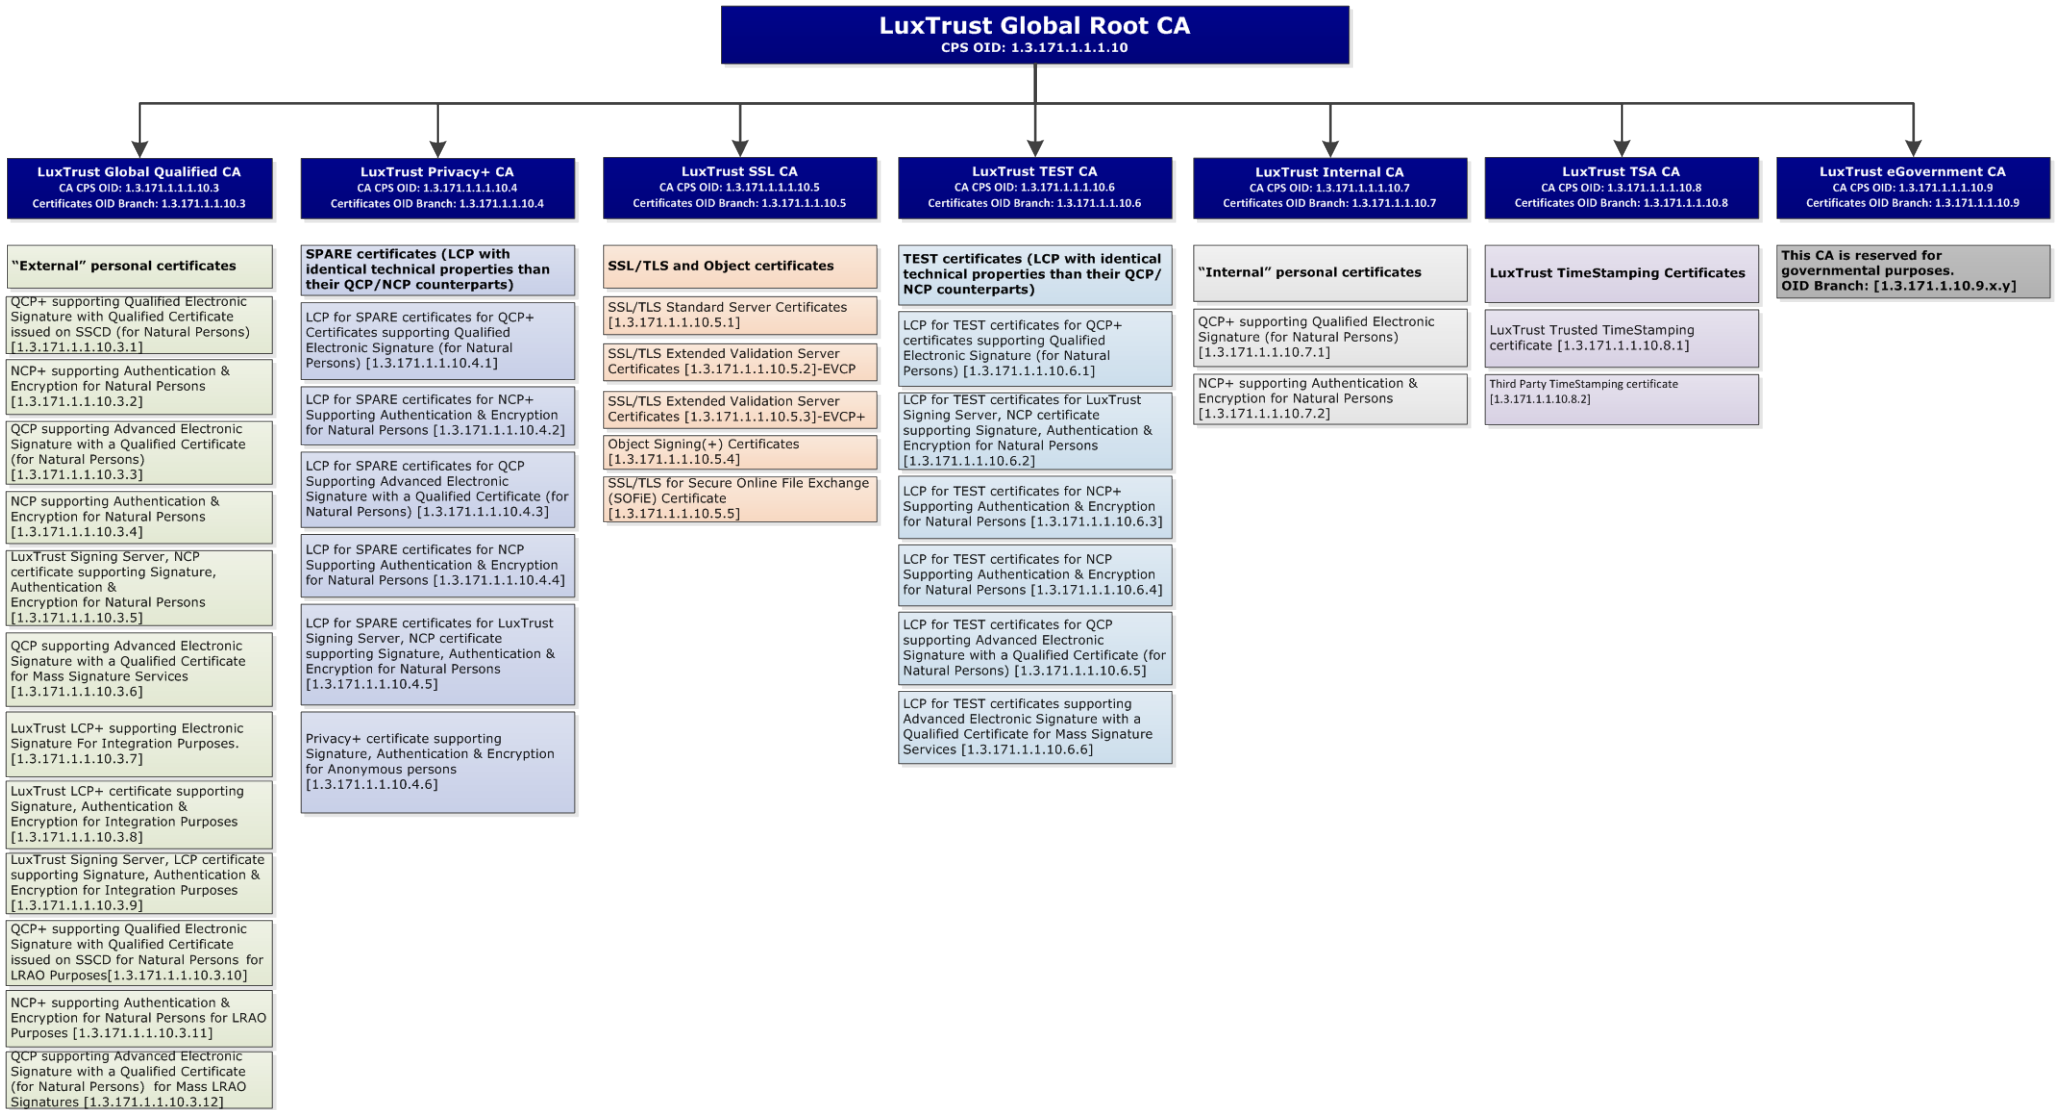 LuxTrust Global Root CA
CPS OID: 1.3.171.1.1.1.10
LuxTrust Global Qualified CA
CA CPS OID: 1.3.171.1.1.1.10.3
Certificates OID Branch: 1.3.171.1.1.10.3
“External” personal certificates
QCP+ supporting Qualified Electronic
Signature with Qualified Certificate
issued on SSCD (for Natural Persons)
[1.3.171.1.1.10.3.1]
NCP+ supporting Authentication &
Encryption for Natural Persons
[1.3.171.1.1.10.3.2]
QCP supporting Advanced Electronic
Signature with a Qualified Certificate
(for Natural Persons)
[1.3.171.1.1.10.3.3]
NCP supporting Authentication &
Encryption for Natural Persons
[1.3.171.1.1.10.3.4]
LuxTrust Signing Server, NCP
certificate supporting Signature,
Authentication &
Encryption for Natural Persons
[1.3.171.1.1.10.3.5]
QCP supporting Advanced Electronic
Signature with a Qualified Certificate
for Mass Signature Services
[1.3.171.1.1.10.3.6]
LuxTrust LCP+ supporting Electronic
Signature For Integration Purposes.
[1.3.171.1.1.10.3.7]
LuxTrust LCP+ certificate supporting
Signature, Authentication &
Encryption for Integration Purposes
[1.3.171.1.1.10.3.8]
LuxTrust Signing Server, LCP certificate
supporting Signature, Authentication &
Encryption for Integration Purposes
[1.3.171.1.1.10.3.9]
QCP+ supporting Qualified Electronic
Signature with Qualified Certificate
issued on SSCD for Natural Persons for
LRAO Purposes[1.3.171.1.1.10.3.10]
NCP+ supporting Authentication &
Encryption for Natural Persons for LRAO
Purposes [1.3.171.1.1.10.3.11]
QCP supporting Advanced Electronic
Signature with a Qualified Certificate
(for Natural Persons) for Mass LRAO
Signatures [1.3.171.1.1.10.3.12]
LuxTrust Privacy+ CA
CA CPS OID: 1.3.171.1.1.1.10.4
Certificates OID Branch: 1.3.171.1.1.10.4
SPARE certificates (LCP with
identical technical properties than
their QCP/NCP counterparts)
LCP for SPARE certificates for QCP+
Certificates supporting Qualified
Electronic Signature (for Natural
Persons) [1.3.171.1.1.10.4.1]
LCP for SPARE certificates for NCP+
Supporting Authentication & Encryption
for Natural Persons [1.3.171.1.1.10.4.2]
LCP for SPARE certificates for QCP
Supporting Advanced Electronic
Signature with a Qualified Certificate (for
Natural Persons) [1.3.171.1.1.10.4.3]
LCP for SPARE certificates for NCP
Supporting Authentication & Encryption
for Natural Persons [1.3.171.1.1.10.4.4]
LCP for SPARE certificates for LuxTrust
Signing Server, NCP certificate
supporting Signature, Authentication &
Encryption for Natural Persons
[1.3.171.1.1.10.4.5]
Privacy+ certificate supporting
Signature, Authentication & Encryption
for Anonymous persons
[1.3.171.1.1.10.4.6]
LuxTrust SSL CA
CA CPS OID: 1.3.171.1.1.1.10.5
Certificates OID Branch: 1.3.171.1.1.10.5
SSL/TLS and Object certificates
SSL/TLS Standard Server Certificates
[1.3.171.1.1.10.5.1]
SSL/TLS Extended Validation Server
Certificates [1.3.171.1.1.10.5.2]-EVCP
SSL/TLS Extended Validation Server
Certificates [1.3.171.1.1.10.5.3]-EVCP+
Object Signing(+) Certificates
[1.3.171.1.1.10.5.4]
SSL/TLS for Secure Online File Exchange
(SOFiE) Certificate
[1.3.171.1.1.10.5.5]
LuxTrust TEST CA
CA CPS OID: 1.3.171.1.1.1.10.6
Certificates OID Branch: 1.3.171.1.1.10.6
TEST certificates (LCP with identical
technical properties than their QCP/
NCP counterparts)
LCP for TEST certificates for QCP+
certificates supporting Qualified
Electronic Signature (for Natural
Persons) [1.3.171.1.1.10.6.1]
LCP for TEST certificates for LuxTrust
Signing Server, NCP certificate
supporting Signature, Authentication &
Encryption for Natural Persons
[1.3.171.1.1.10.6.2]
LCP for TEST certificates for NCP+
Supporting Authentication & Encryption
for Natural Persons [1.3.171.1.1.10.6.3]
LCP for TEST certificates for NCP
Supporting Authentication & Encryption
for Natural Persons [1.3.171.1.1.10.6.4]
LCP for TEST certificates for QCP
supporting Advanced Electronic
Signature with a Qualified Certificate (for
Natural Persons) [1.3.171.1.1.10.6.5]
LCP for TEST certificates supporting
Advanced Electronic Signature with a
Qualified Certificate for Mass Signature
Services [1.3.171.1.1.10.6.6]
LuxTrust Internal CA
CA CPS OID: 1.3.171.1.1.1.10.7
Certificates OID Branch: 1.3.171.1.1.10.7
“Internal” personal certificates
QCP+ supporting Qualified Electronic
Signature (for Natural Persons)
[1.3.171.1.1.10.7.1]
NCP+ supporting Authentication &
Encryption for Natural Persons
[1.3.171.1.1.10.7.2]
LuxTrust TSA CA
CA CPS OID: 1.3.171.1.1.1.10.8
Certificates OID Branch: 1.3.171.1.1.10.8
LuxTrust TimeStamping Certificates
LuxTrust Trusted TimeStamping
certificate [1.3.171.1.1.10.8.1]
Third Party TimeStamping certificate
[1.3.171.1.1.10.8.2]
LuxTrust eGovernment CA
CA CPS OID: 1.3.171.1.1.1.10.9
Certificates OID Branch: 1.3.171.1.1.10.9
This CA is reserved for
governmental purposes.
OID Branch: [1.3.171.1.1.10.9.x.y]